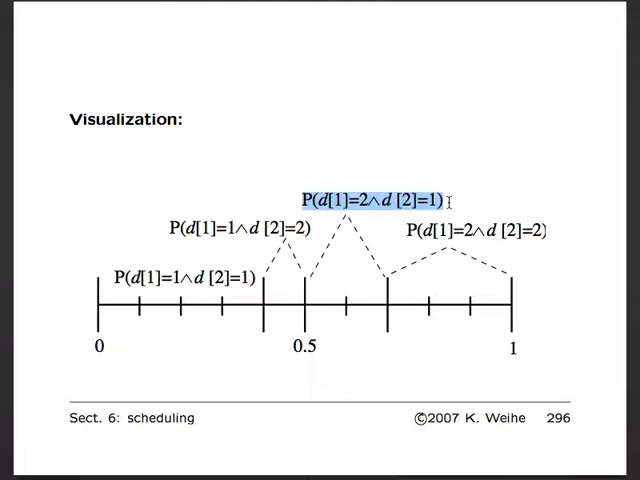 Visualization:
P(d[1]=2∧d [2]=1)
P(d[1]=1∧d [2]=2)
P(d[1]=2∧d [2]=2)
P(d[1]=1∧d [2]=1)
0 0.5 1
Sect. 6: scheduling ©2007 K. Weihe 296